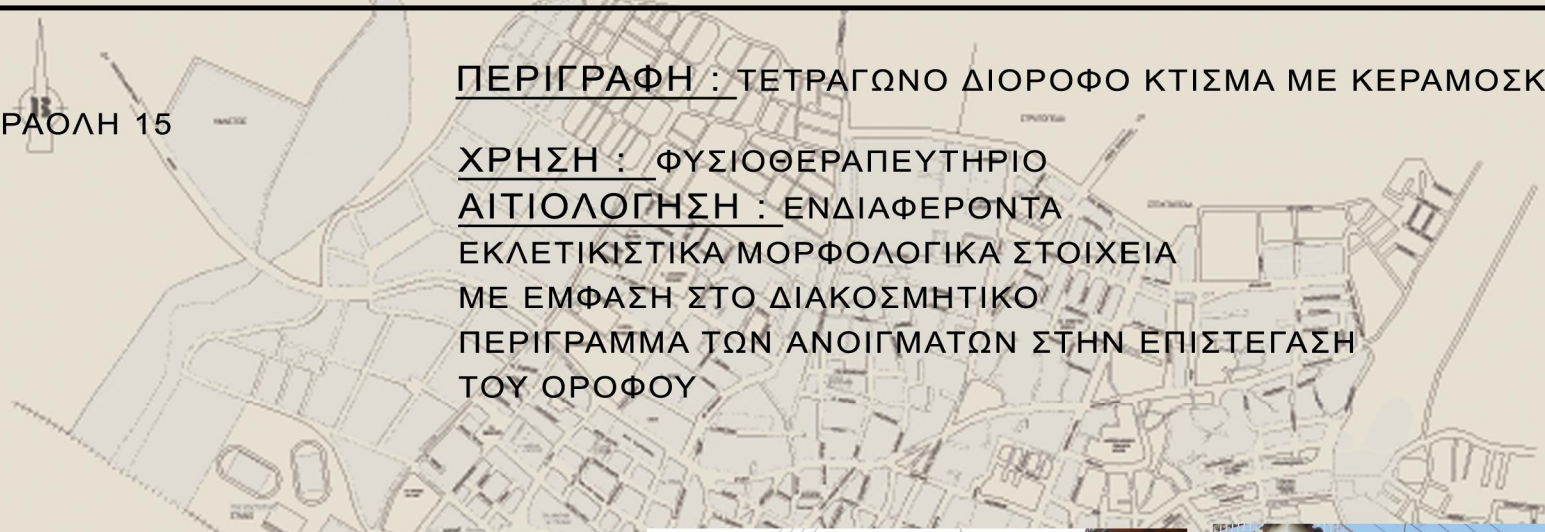 ΠΕΡΙΓΡΑΦΗ : ΤΕΤΡΑΓΩΝΟ ΔΙΟΡΟΦΟ ΚΤΙΣΜΑ ΜΕ ΚΕΡΑΜΟΣΚ
ΡΑΟΛΗ 15
ΧΡΗΣΗ : ΦΥΣΙΟΘΕΡΑΠΕΥΤΗΡΙΟ
ΑΙΤΙΟΛΟΓΗΣΗ : ΕΝΔΙΑΦΕΡΟΝΤΑ
ΕΚΛΕΤΙΚΙΣΤΙΚΑ ΜΟΡΦΟΛΟΓΙΚΑ ΣΤΟΙΧΕΙΑ
ΜΕ ΕΜΦΑΣΗ ΣΤΟ ΔΙΑΚΟΣΜΗΤΙΚΟ
ΠΕΡΙΓΡΑΜΜΑ ΤΩΝ ΑΝΟΙΓΜΑΤΩΝ ΣΤΗΝ ΕΠΙΣΤΕΓΑΣΗ
ΤΟΥ ΟΡΟΦΟΥ